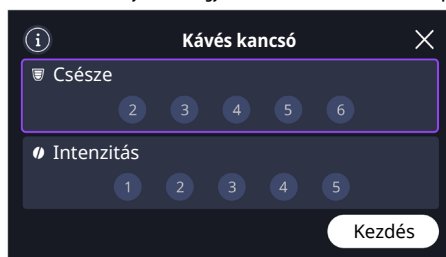 Kávés kancsó
Csésze
2 3 4 5 6
Intenzitás
1 2 3 4 5
Kezdés